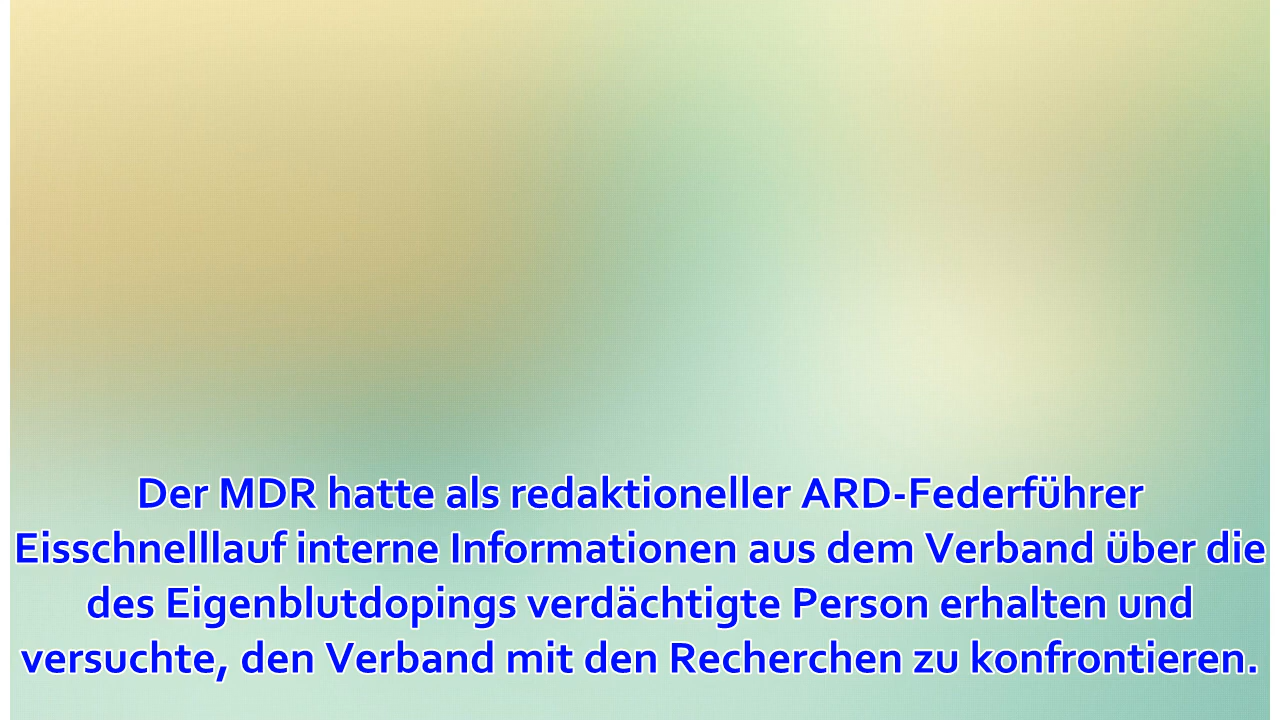 Der MDR hatte als redaktioneller ARD-Federführer
Eisschnelllauf interne Informationen aus dem Verband über die
des Eigenblutdopings verdächtigte Person erhalten und
versuchte, den Verband mit den Recherchen zu konfrontieren.